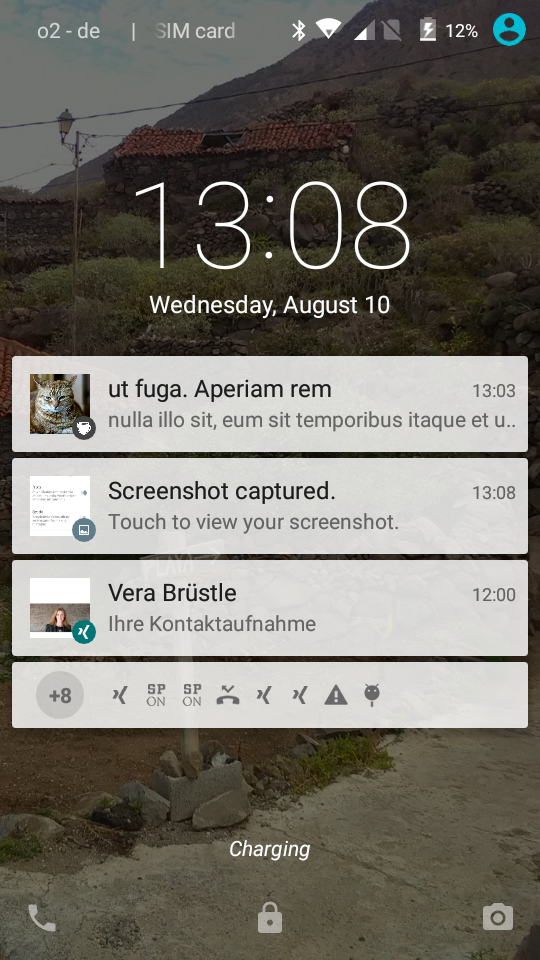 o2 - de | SIM card
12%
13:08
Wednesday, August 10
ut fuga. Aperiam rem 13:03
nulla illo sit, eum sit temporibus itaque et u..
Screenshot captured. 13:08
Touch to view your screenshot.
Vera Brüstle 12:00
Ihre Kontaktaufnahme
+8 SP ON SP ON
Charging